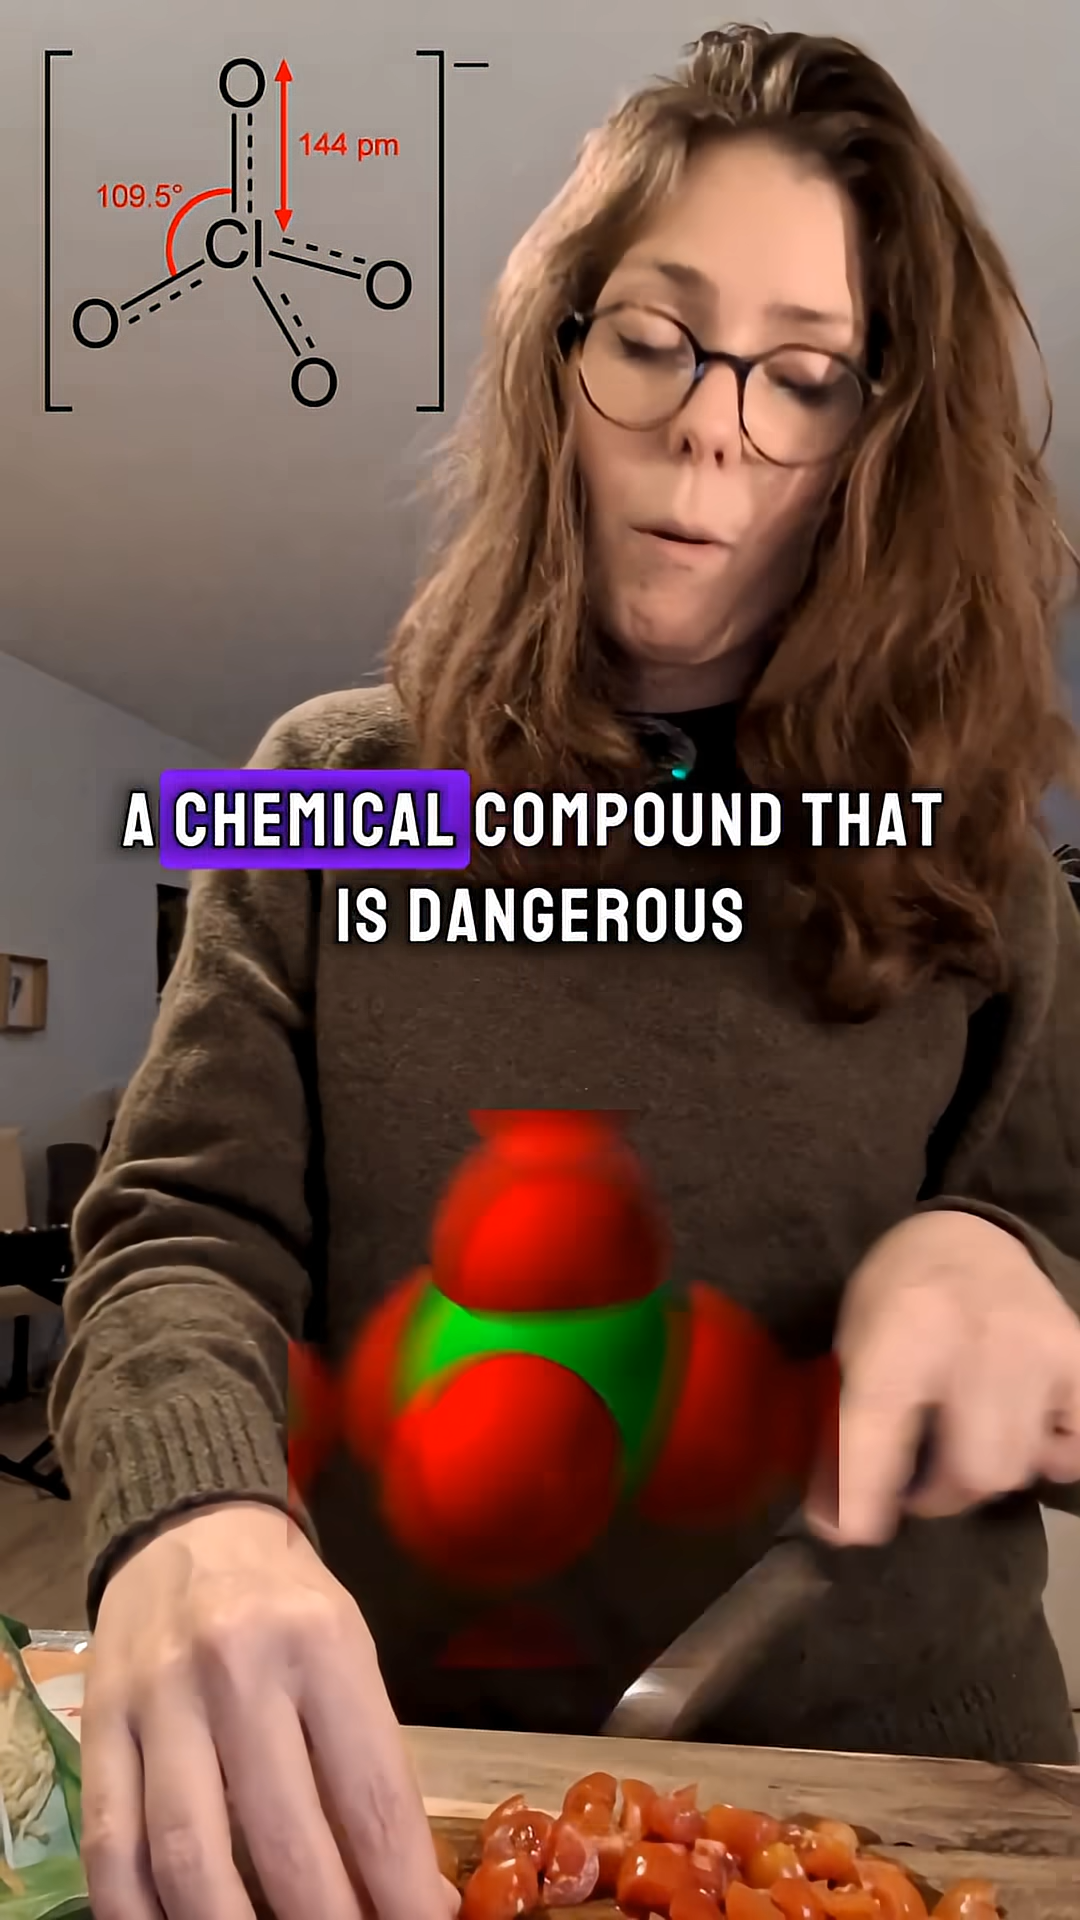 O
144 pm
109.5°
Cl
O
O
O
A CHEMICAL COMPOUND THAT
IS DANGEROUS